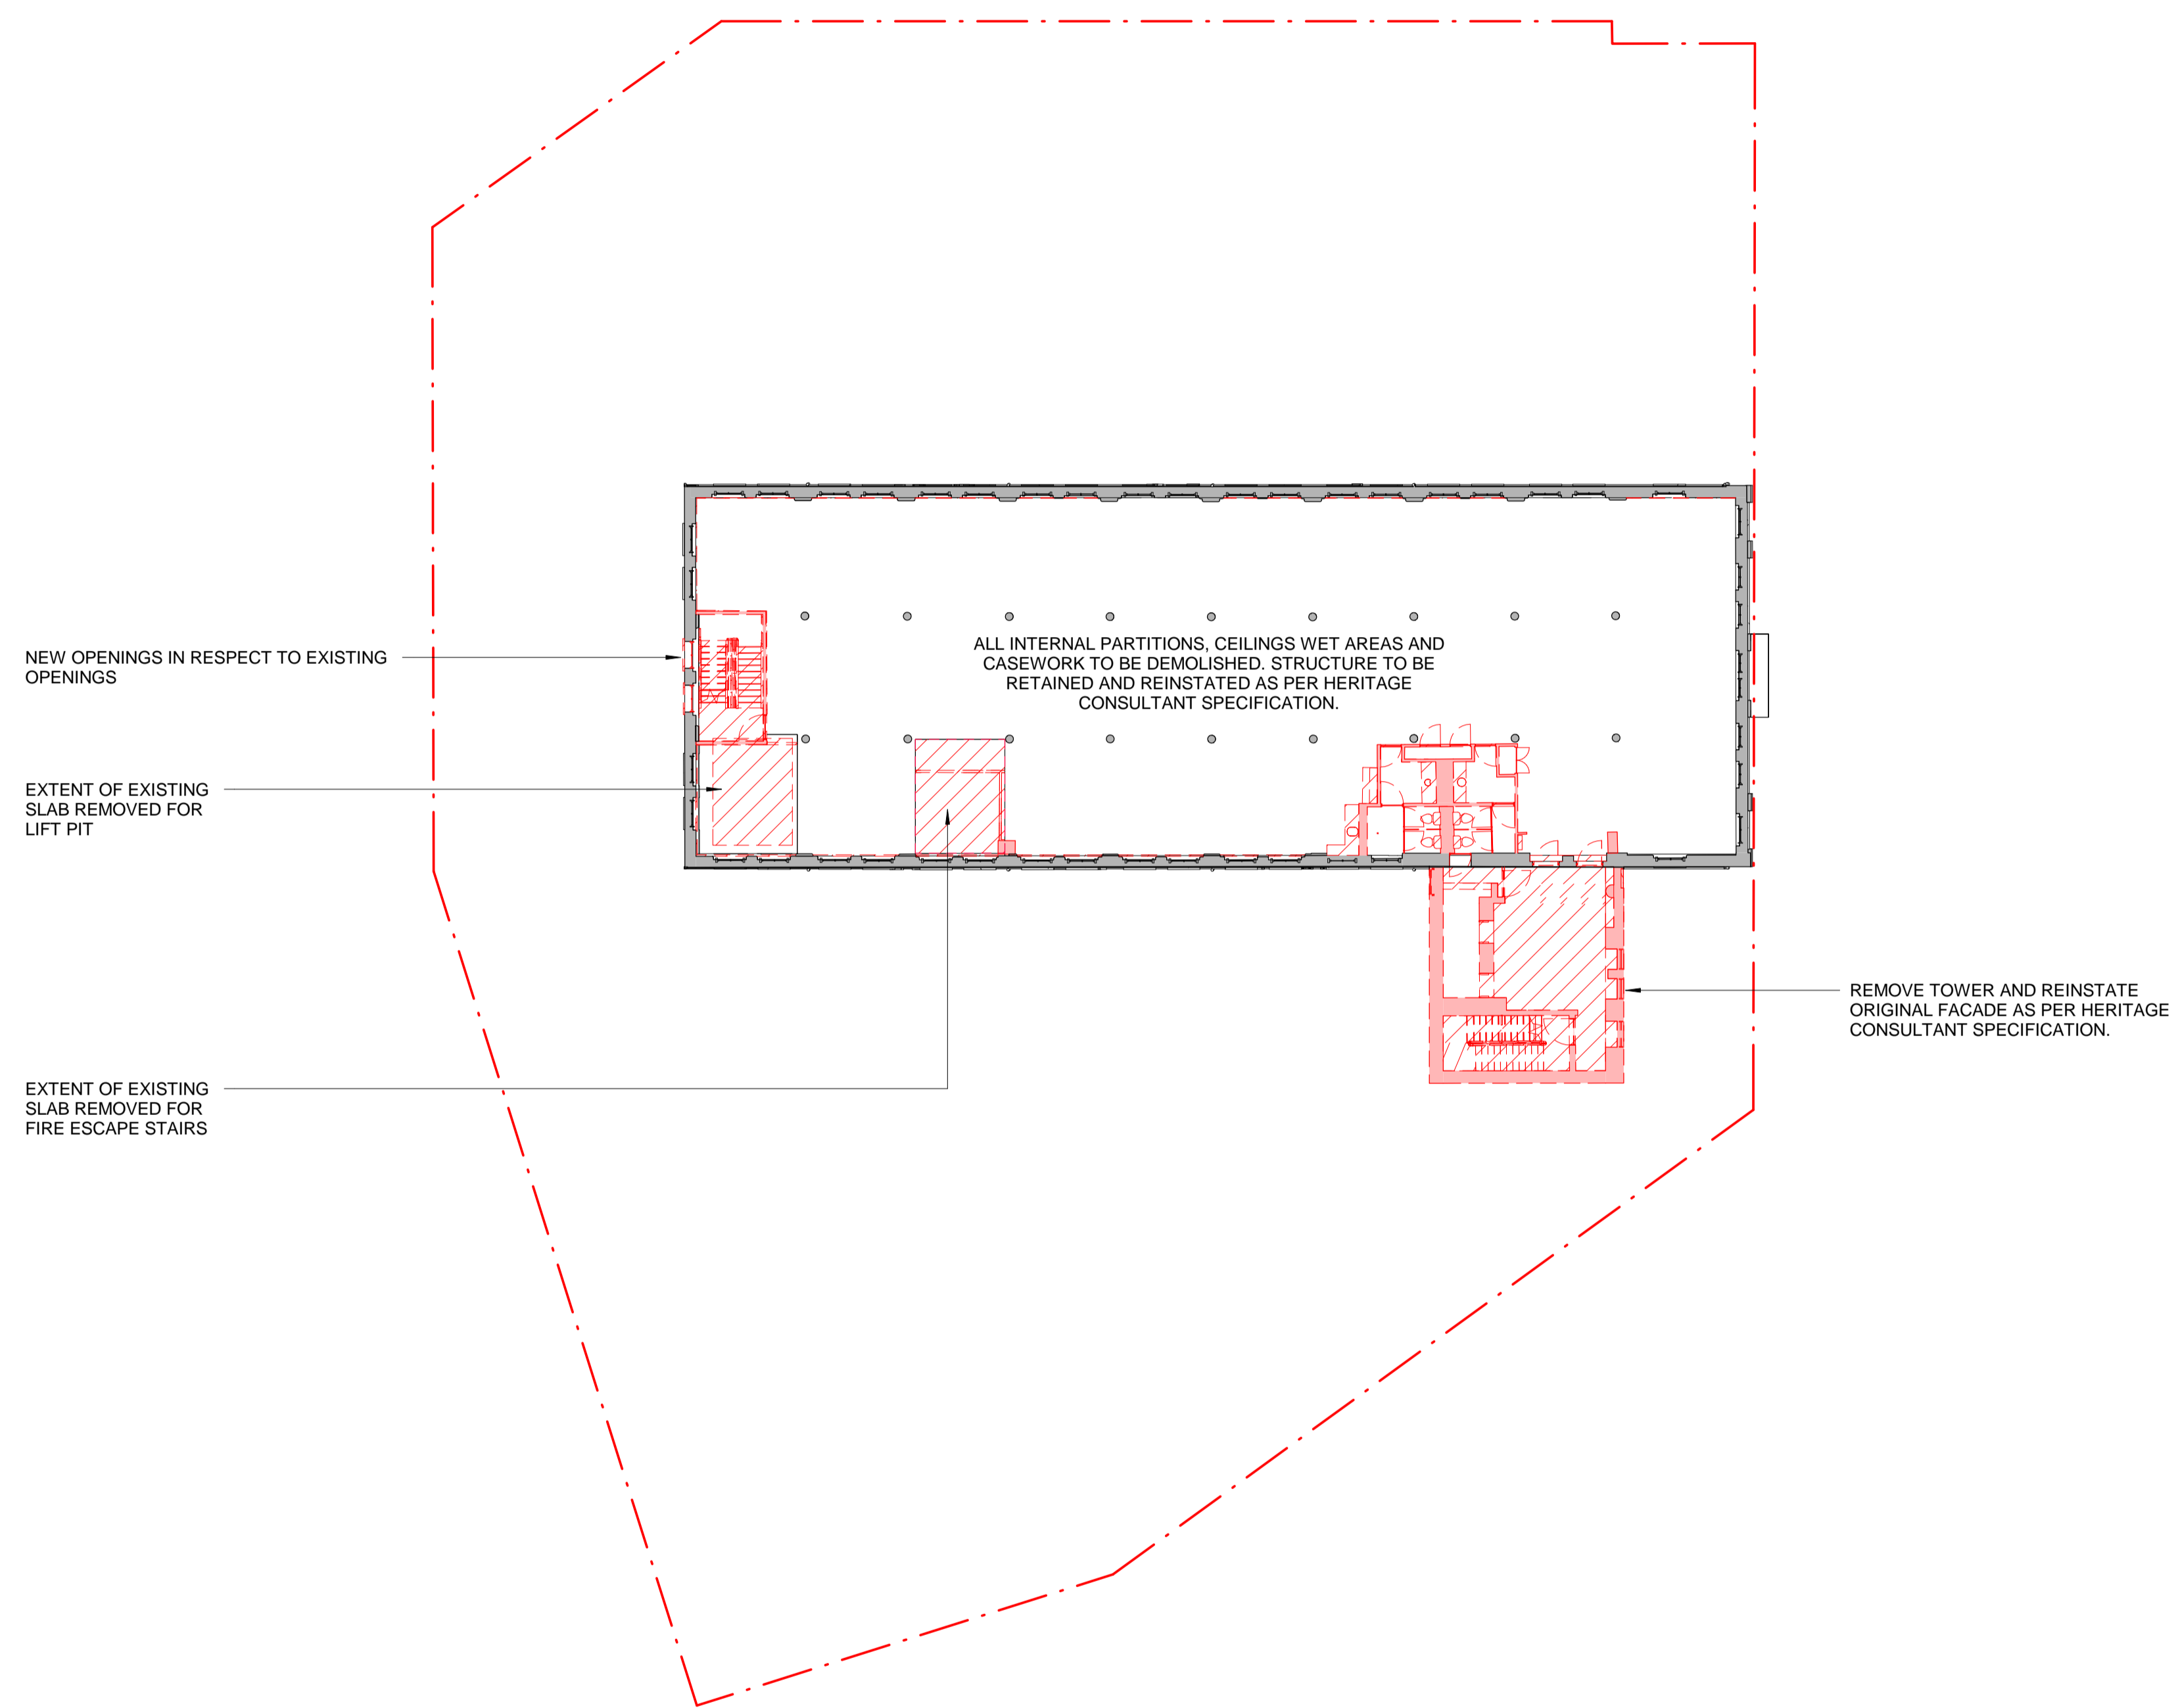 ALL INTERNAL PARTITIONS, CEILINGS WET AREAS AND
CASEWORK TO BE DEMOLISHED. STRUCTURE TO BE
RETAINED AND REINSTATED AS PER HERITAGE
CONSULTANT SPECIFICATION.
NEW OPENINGS IN RESPECT TO EXISTING
OPENINGS
EXTENT OF EXISTING
SLAB REMOVED FOR
LIFT PIT
REMOVE TOWER AND REINSTATE
ORIGINAL FACADE AS PER HERITAGE
CONSULTANT SPECIFICATION.
EXTENT OF EXISTING
SLAB REMOVED FOR
FIRE ESCAPE STAIRS